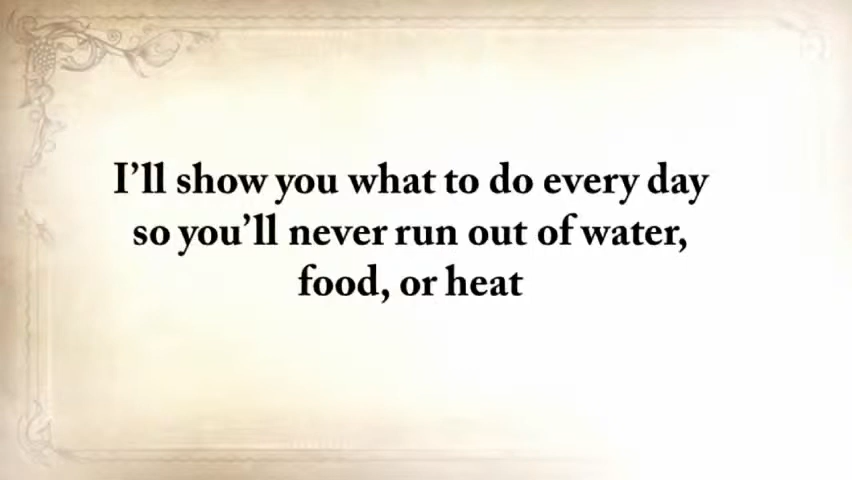 I’ll show you what to do every day
so you’ll never run out of water,
food, or heat